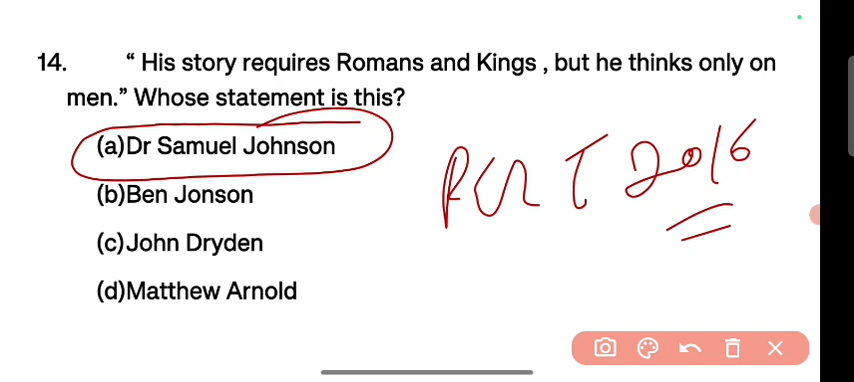 14. “ His story requires Romans and Kings , but he thinks only on
men.” Whose statement is this?
(a)Dr Samuel Johnson
(b)Ben Jonson
(c)John Dryden
(d)Matthew Arnold
2016